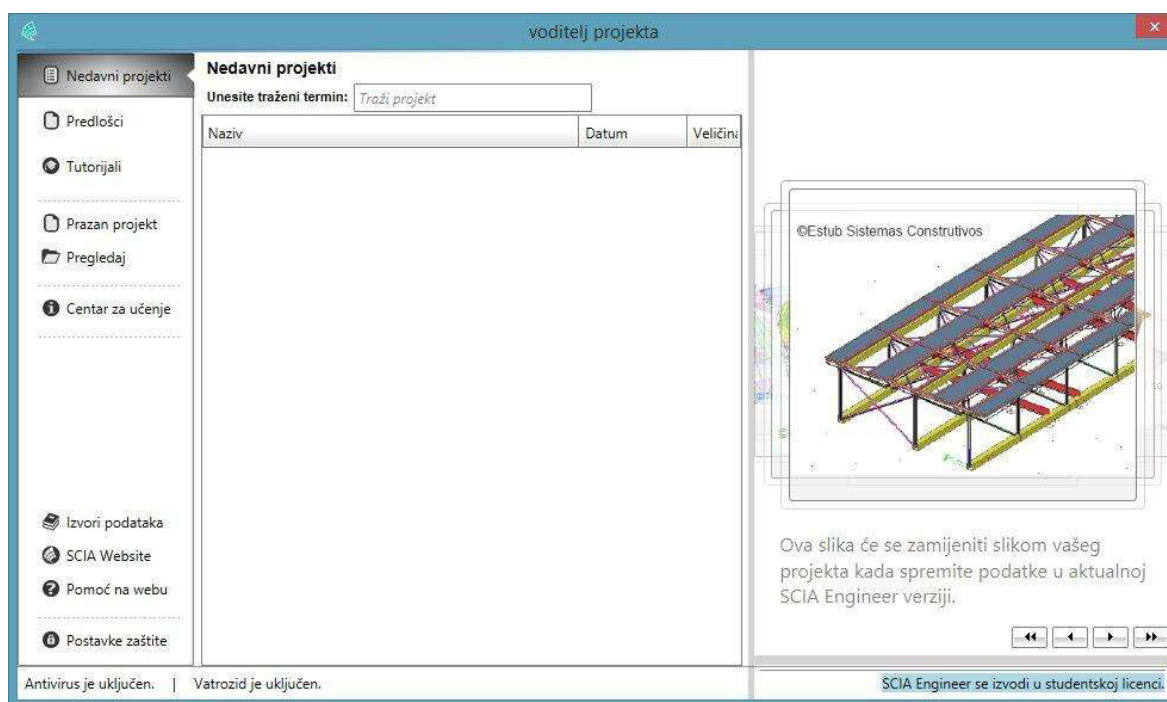 voditelj projekta
Nedavni projekti
Predlošci
Tutorijali
Prazan projekt
Pregledaj
Centar za učenje
Izvori podataka
SCIA Website
Pomoć na webu
Postavke zaštite
Nedavni projekti
Unesite traženi termin: Traži projekt
Naziv Datum Veličina
©Estub Sistemas Construtivos
Ova slika će se zamijeniti slikom vašeg
projekta kada spremite podatke u aktualnoj
SCIA Engineer verziji.
Antivirus je uključen. | Vatrozid je uključen.
SCIA Engineer se izvodi u studentskoj licenci.